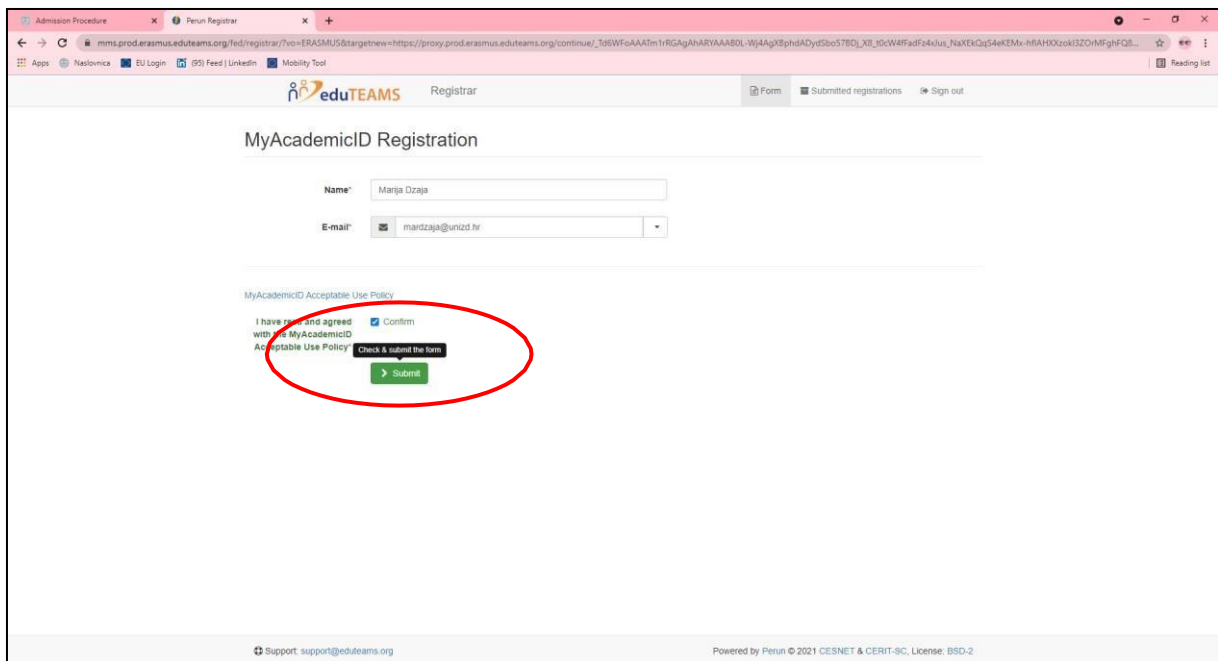 Admission Procedure
Perun Registrar
mms.prod.erasmus.eduteams.org/fed/registrar/?vo=ERASMUS&targetnew=https://proxy.prod.erasmus.eduteams.org/continue/
Apps Naslovnica EU Login (95) Feed | LinkedIn Mobility Tool Reading list
eduTEAMS Registrar Form Submitted registrations Sign out
MyAcademicID Registration
Name* Marija Dzaja
E-mail* mardzaja@unizd.hr
MyAcademicID Acceptable Use Policy
I have read and agreed Confirm
with the MyAcademicID
Acceptable Use Policy* Check & submit the form
Submit
Support: support@eduteams.org Powered by Perun © 2021 CESNET & CERIT-SC, License: BSD-2